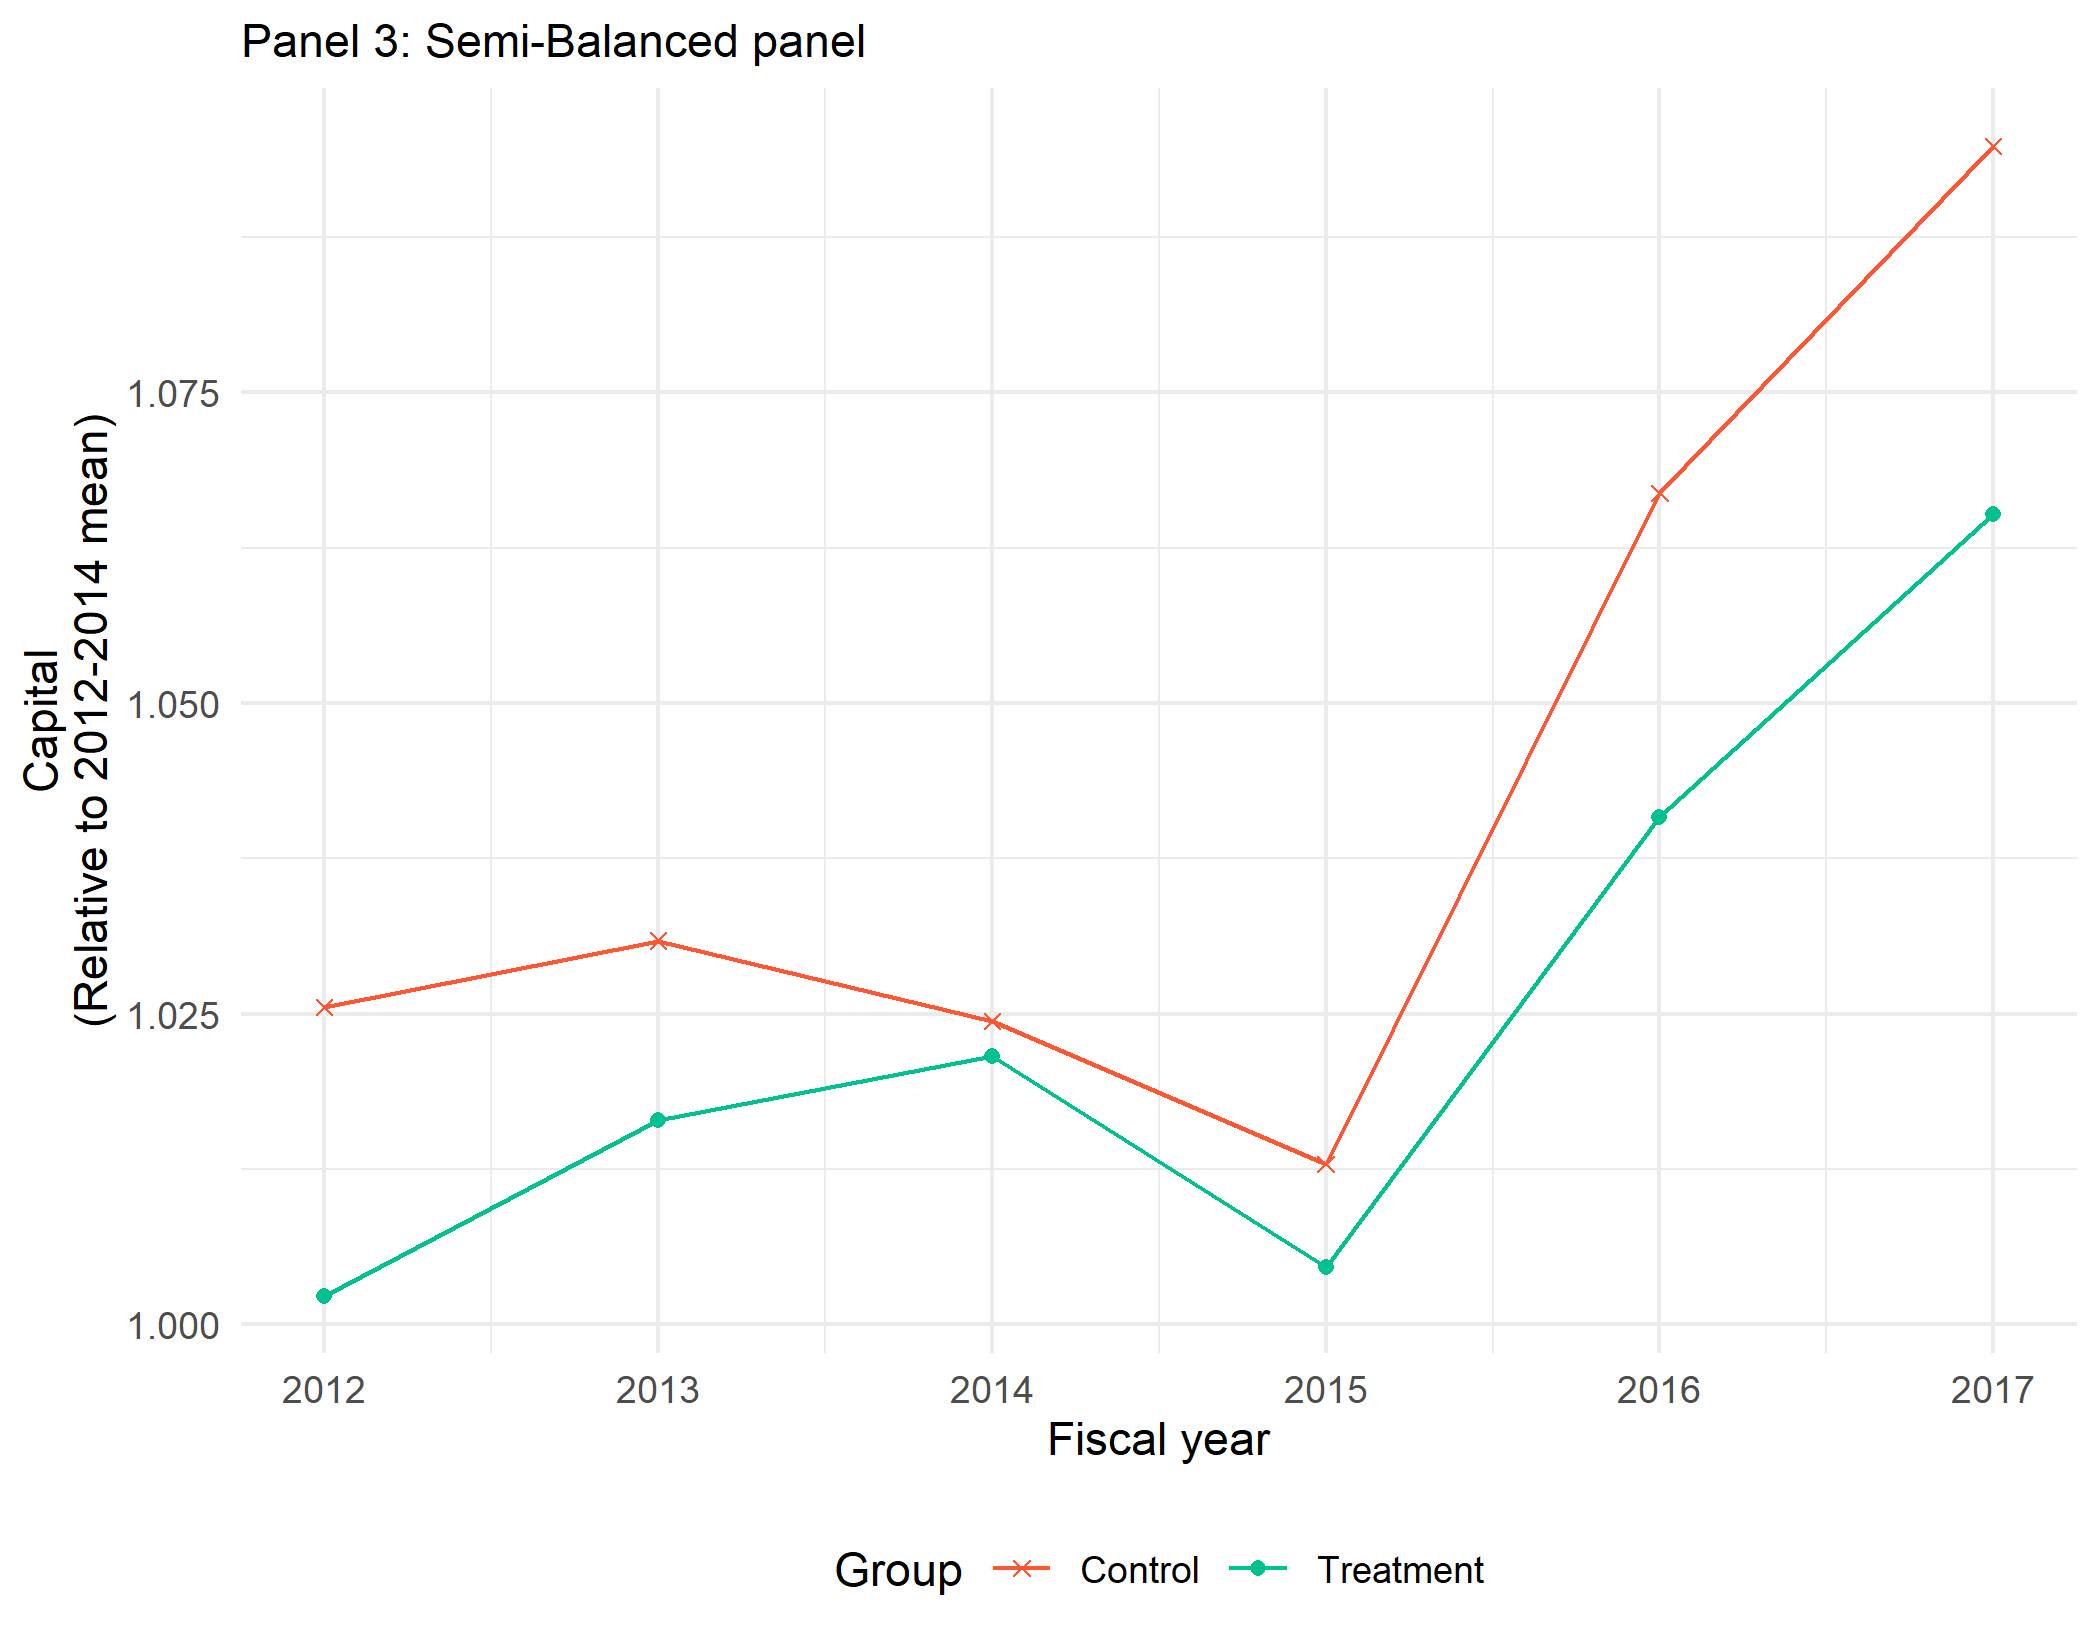 Panel 3: Semi-Balanced panel
Capital
(Relative to 2012-2014 mean)
1.075
1.050
1.025
1.000
2012 2013 2014 2015 2016 2017
Fiscal year
Group Control Treatment